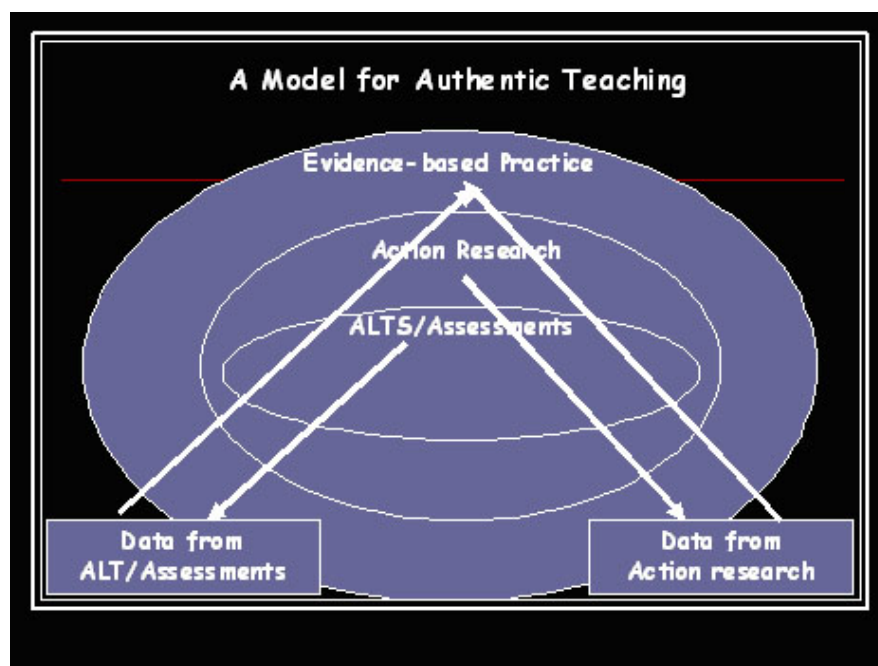 A Model for Authentic Teaching
Evidence-based Practice
Action Research
ALTS/Assessments
Data from
ALT/Assessments
Data from
Action research